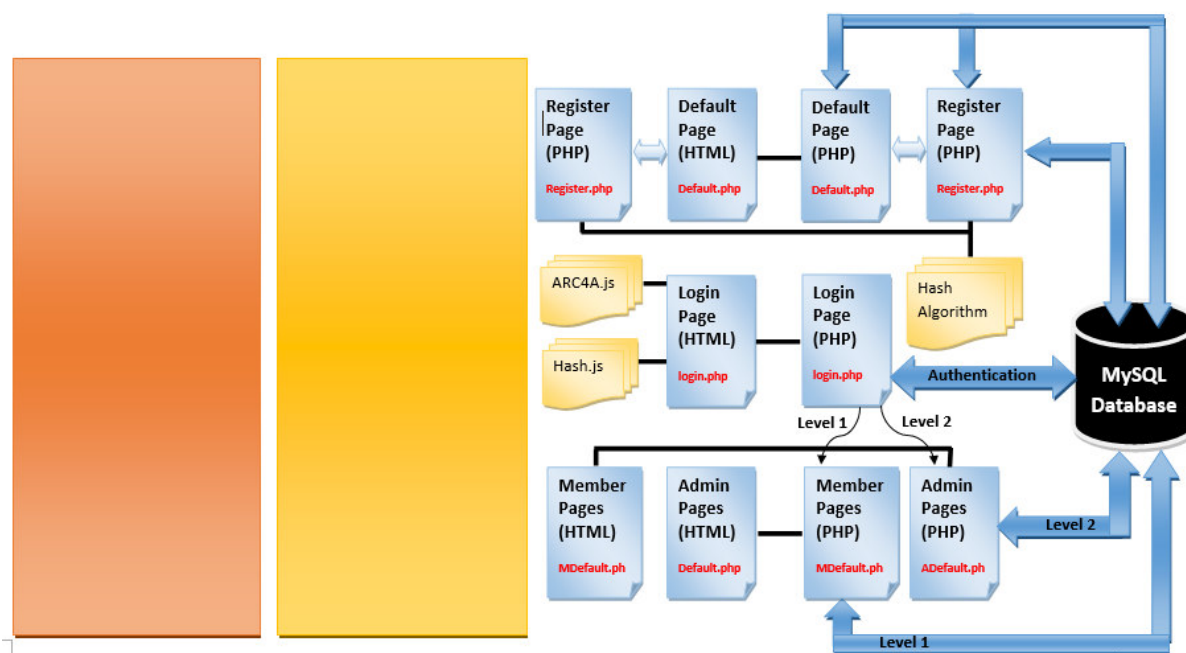 Register
Page
(PHP)
Register.php
Default
Page
(HTML)
Default.php
Default
Page
(PHP)
Default.php
Register
Page
(PHP)
Register.php
ARC4A.js
Hash.js
Login
Page
(HTML)
login.php
Login
Page
(PHP)
login.php
Hash
Algorithm
Authentication
MySQL
Database
Level 1
Level 2
Member
Pages
(HTML)
MDefault.ph
Admin
Pages
(HTML)
Default.php
Member
Pages
(PHP)
MDefault.ph
Admin
Pages
(PHP)
ADefault.ph
Level 2
Level 1